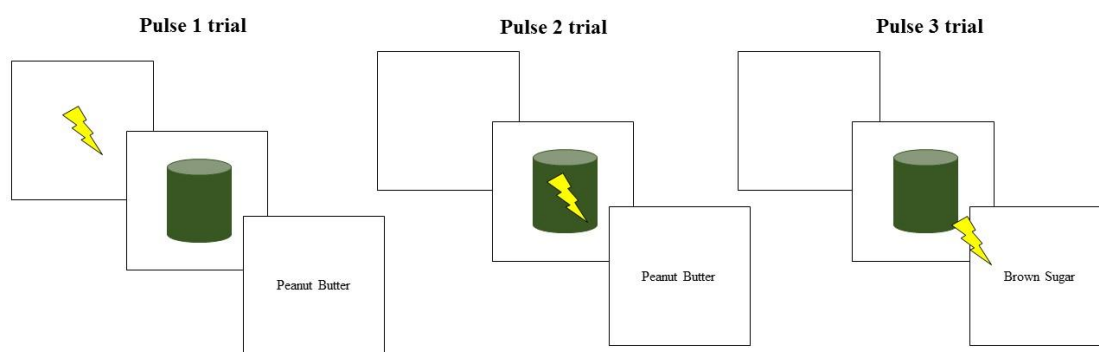 Pulse 1 trial
Pulse 2 trial
Pulse 3 trial
Peanut Butter
Peanut Butter
Brown Sugar